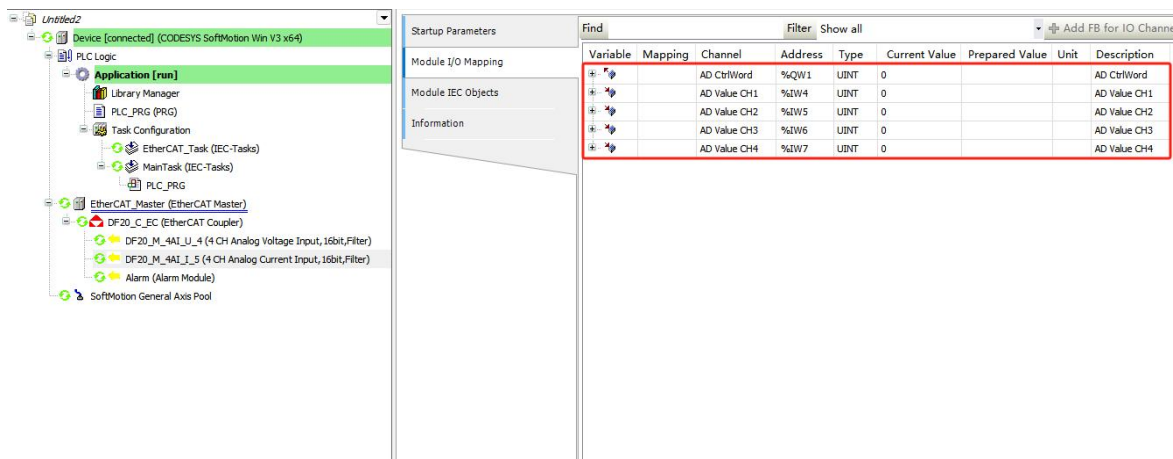 Untitled2
Device [connected] (CODESYS SoftMotion Win V3 x64)
PLC Logic
Application [run]
Library Manager
PLC_PRG (PRG)
Task Configuration
EtherCAT_Task (IEC-Tasks)
MainTask (IEC-Tasks)
PLC_PRG
EtherCAT_Master (EtherCAT Master)
DF20_C_EC (EtherCAT Coupler)
DF20_M_4AI_U_4 (4 CH Analog Voltage Input,16bit,Filter)
DF20_M_4AI_I_5 (4 CH Analog Current Input,16bit,Filter)
Alarm (Alarm Module)
SoftMotion General Axis Pool
Startup Parameters
Module I/O Mapping
Module IEC Objects
Information
Find Filter Show all Add FB for IO Channe
Variable Mapping Channel Address Type Current Value Prepared Value Unit Description
AD CtrlWord %QW1 UINT 0 AD CtrlWord
AD Value CH1 %IW4 UINT 0 AD Value CH1
AD Value CH2 %IW5 UINT 0 AD Value CH2
AD Value CH3 %IW6 UINT 0 AD Value CH3
AD Value CH4 %IW7 UINT 0 AD Value CH4